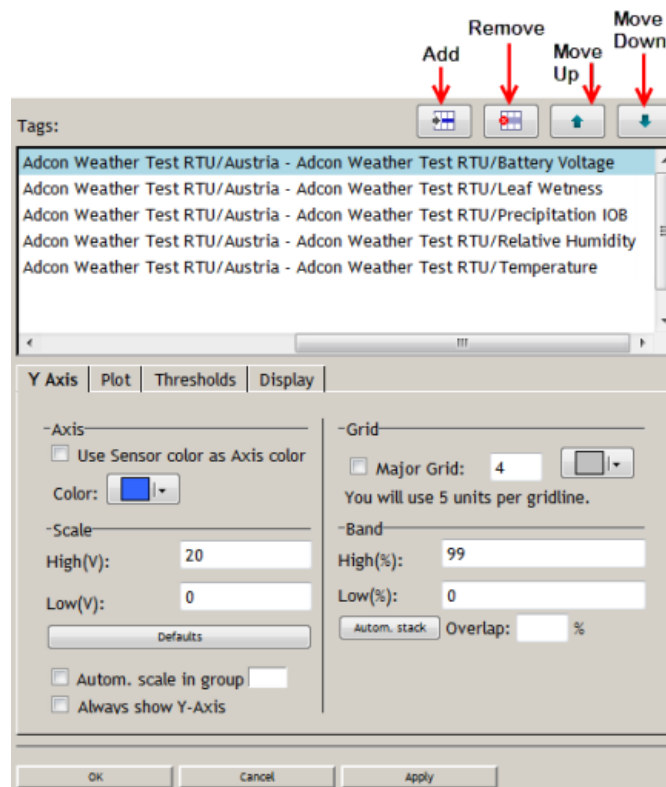 Add
Remove
Move
Up
Move
Down
Tags:
Adcon Weather Test RTU/Austria - Adcon Weather Test RTU/Battery Voltage
Adcon Weather Test RTU/Austria - Adcon Weather Test RTU/Leaf Wetness
Adcon Weather Test RTU/Austria - Adcon Weather Test RTU/Precipitation IOB
Adcon Weather Test RTU/Austria - Adcon Weather Test RTU/Relative Humidity
Adcon Weather Test RTU/Austria - Adcon Weather Test RTU/Temperature
Y Axis Plot Thresholds Display
Axis
Use Sensor color as Axis color
Color:
Scale
High(V): 20
Low(V): 0
Defaults
Autom. scale in group
Always show Y-Axis
Grid
Major Grid: 4
You will use 5 units per gridline.
Band
High(%): 99
Low(%): 0
Autom. stack Overlap: %
OK Cancel Apply